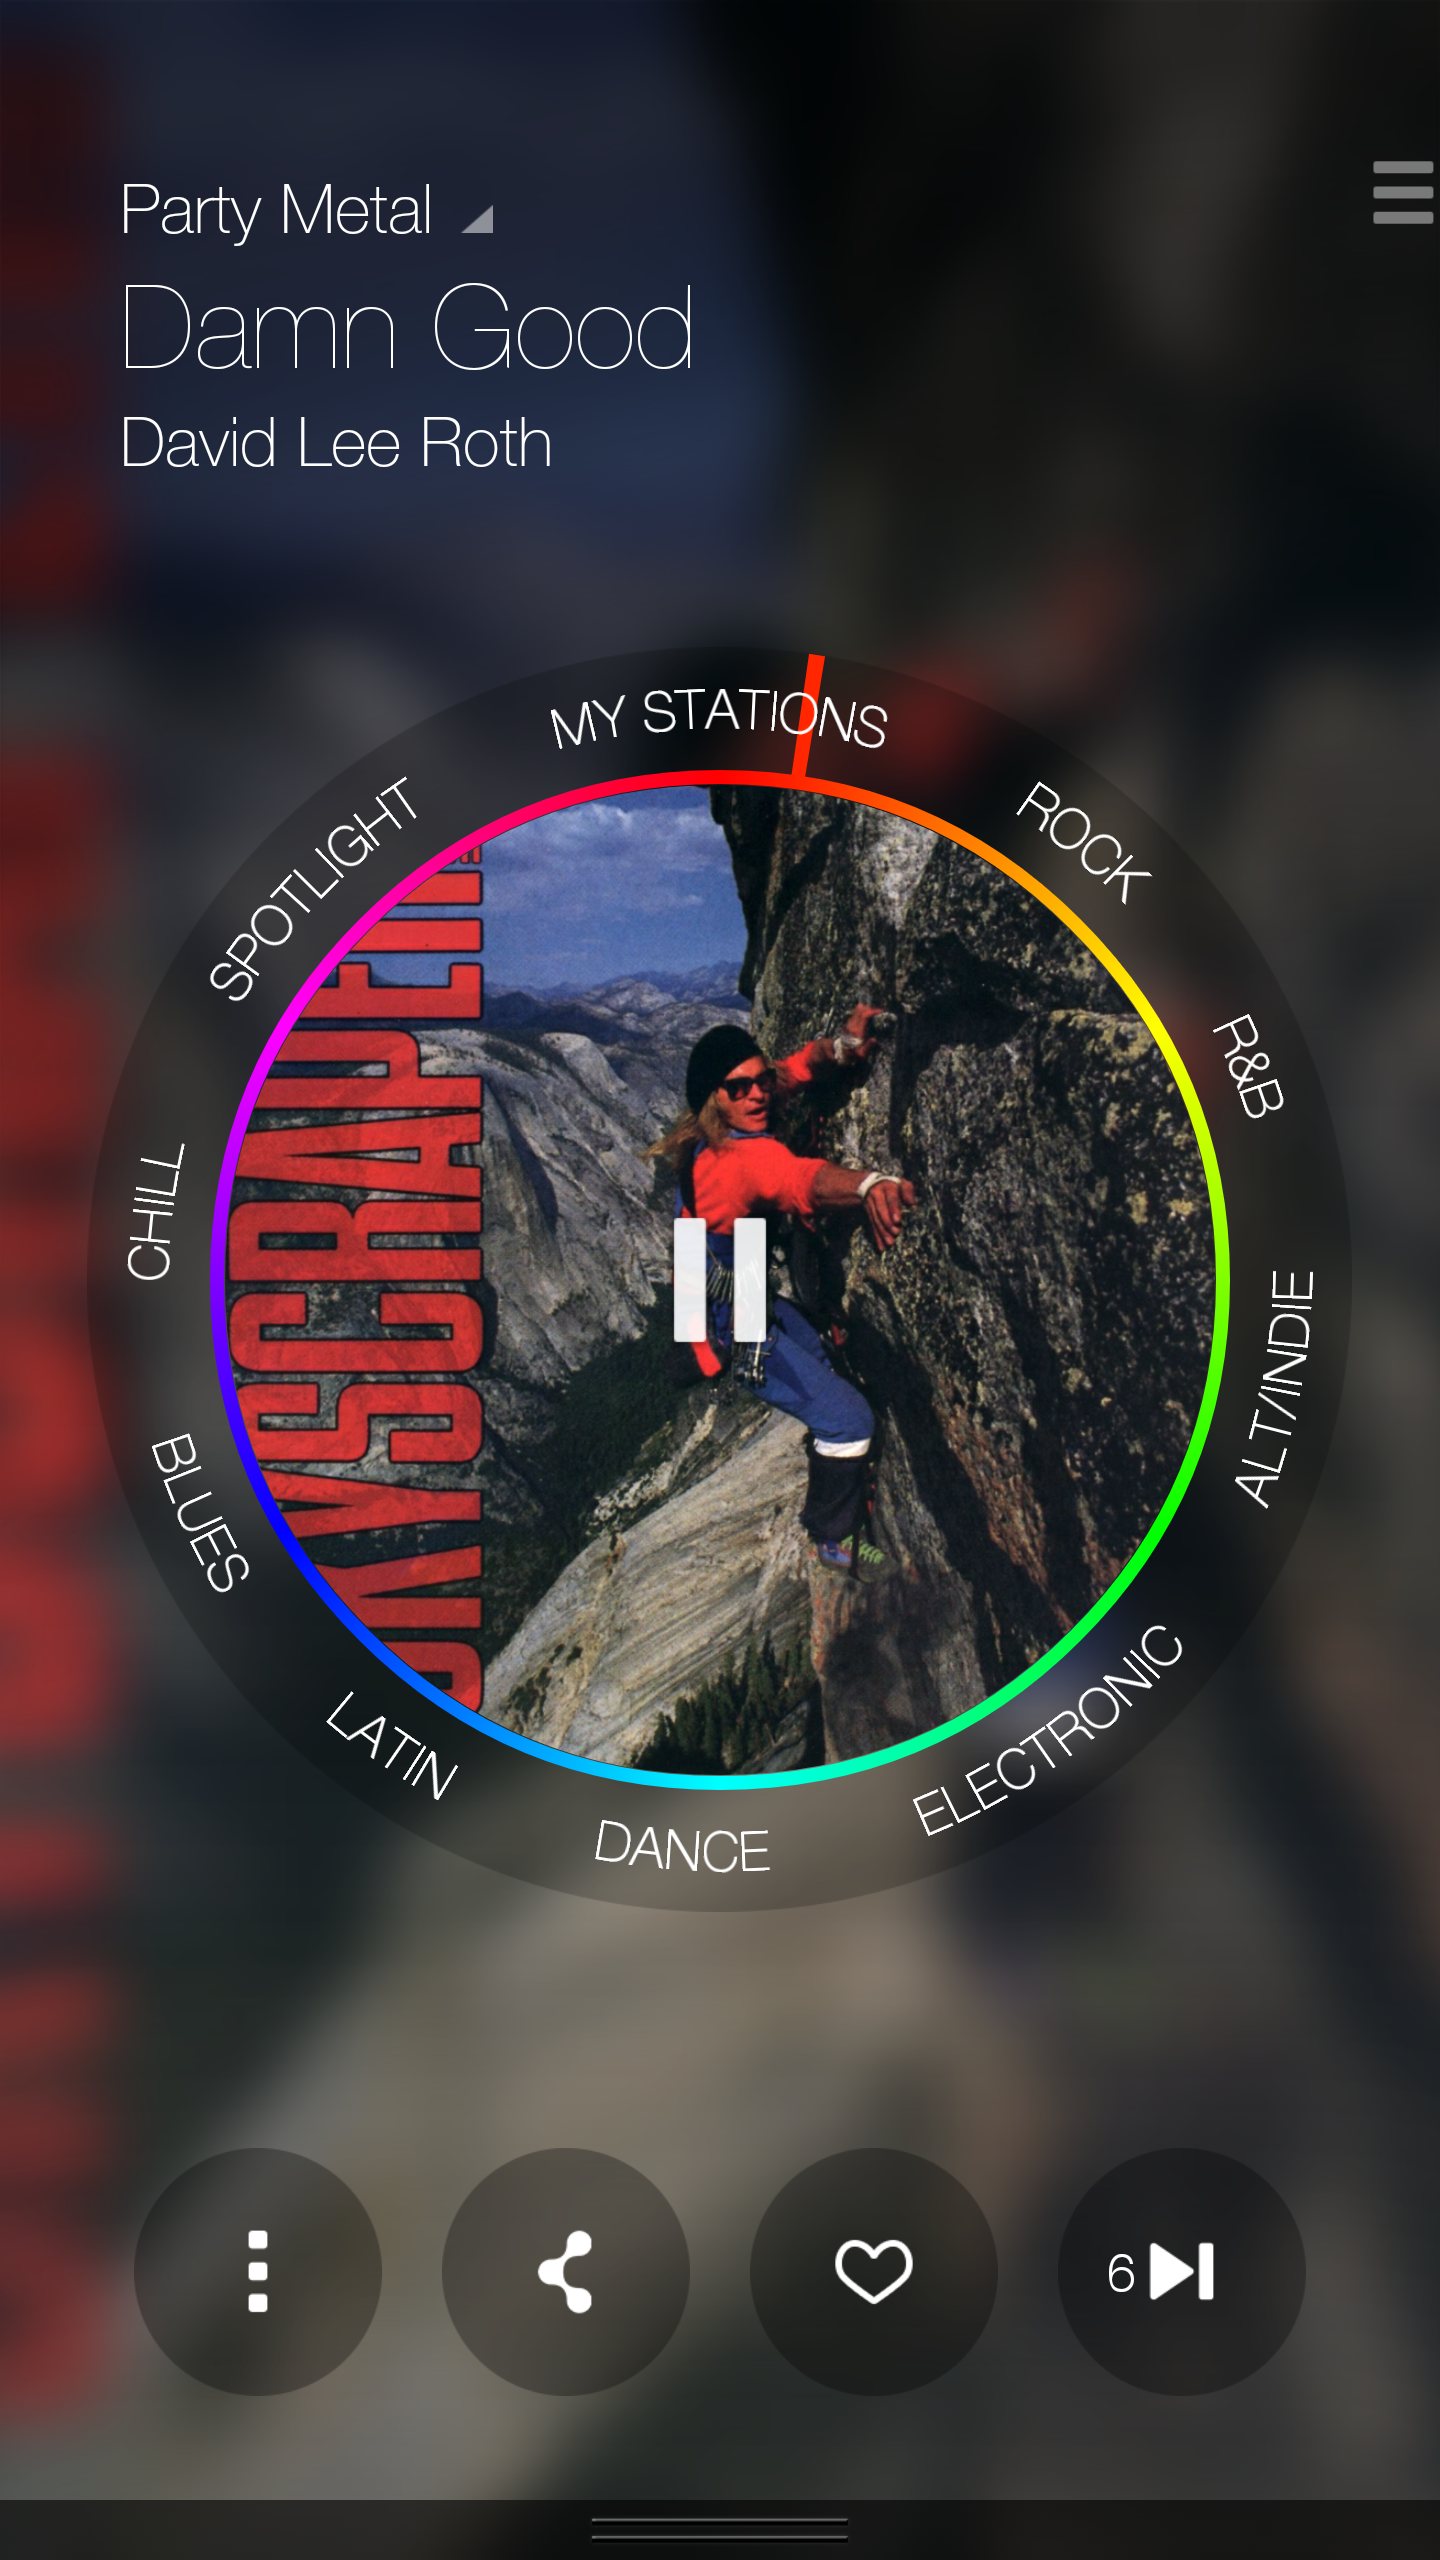 Party Metal
Damn Good
David Lee Roth
MY STATIONS
ROCK
R&B
ALT/INDIE
ELECTRONIC
DANCE
LATIN
BLUES
CHILL
SPOTLIGHT
SKYSCRAPER
6